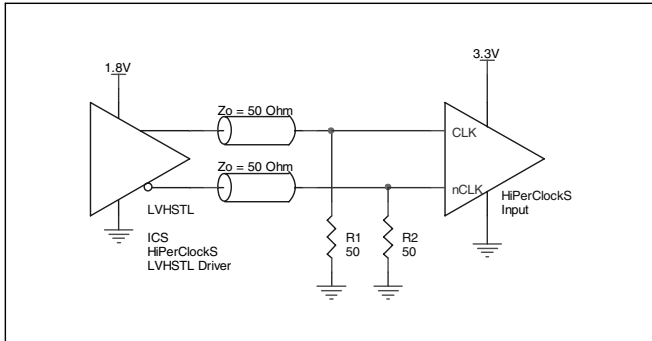 1.8V
3.3V
Zo = 50 Ohm
CLK
Zo = 50 Ohm
nCLK
HiPerClockS
Input
LVHSTL
ICS
HiPerClockS
LVHSTL Driver
R1
50
R2
50